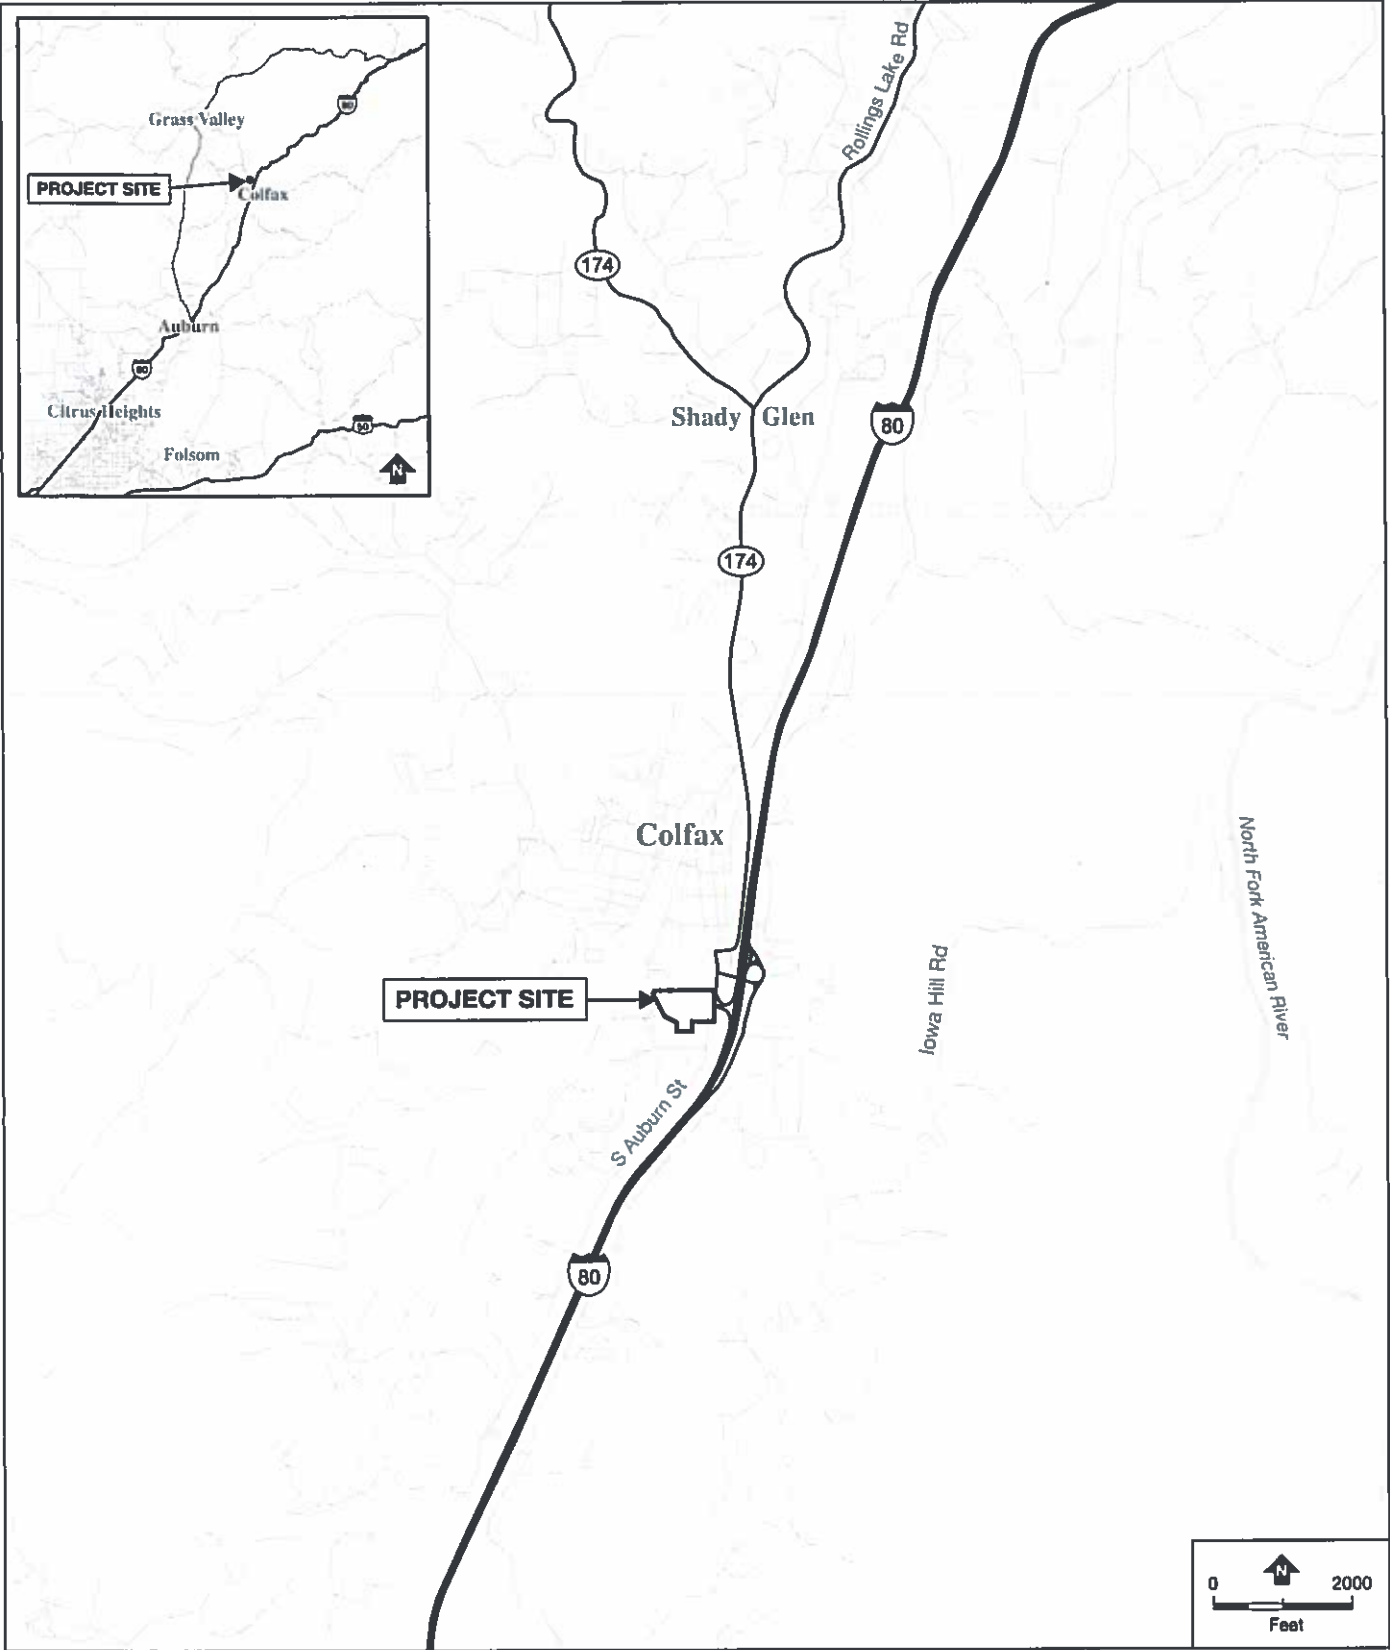 Grass Valley
80
PROJECT SITE
Colfax
Auburn
80
Citrus Heights
50
Folsom
N
Rollings Lake Rd
174
Shady Glen
80
174
Colfax
North Fork American River
Iowa Hill Rd
PROJECT SITE
S Auburn St
80
N
0 2000
Feet